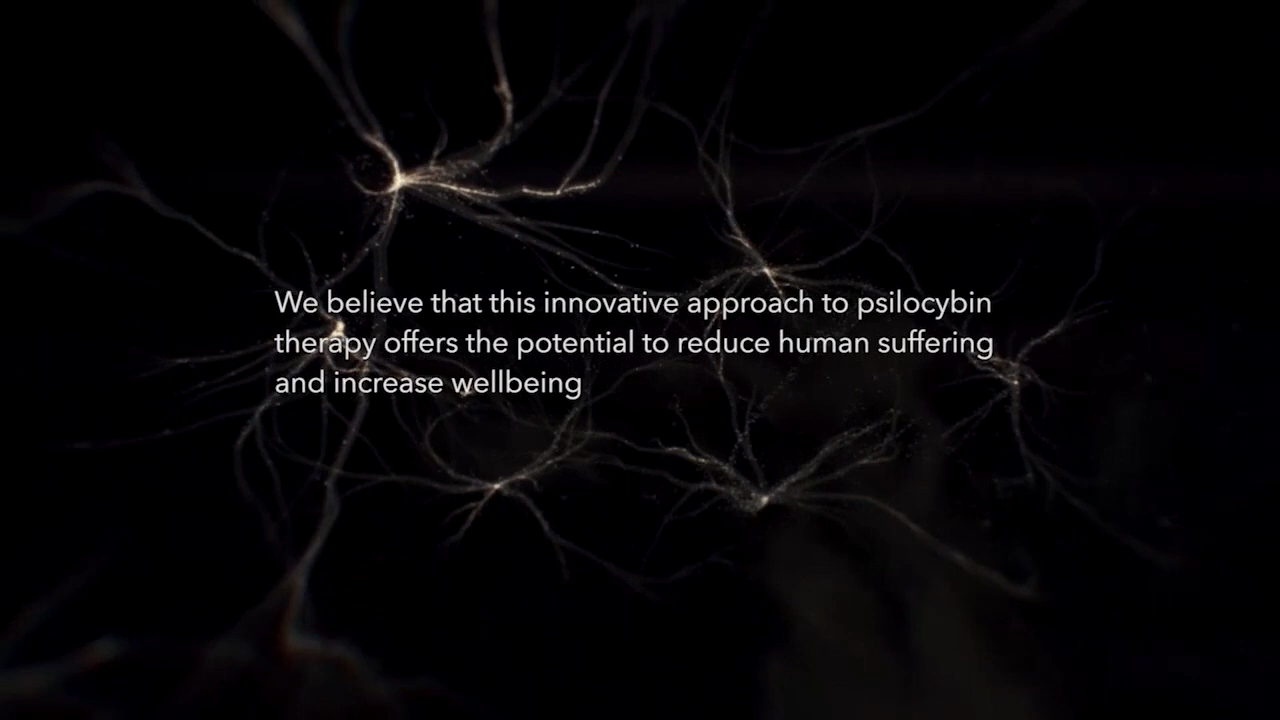 We believe that this innovative approach to psilocybin
therapy offers the potential to reduce human suffering
and increase wellbeing